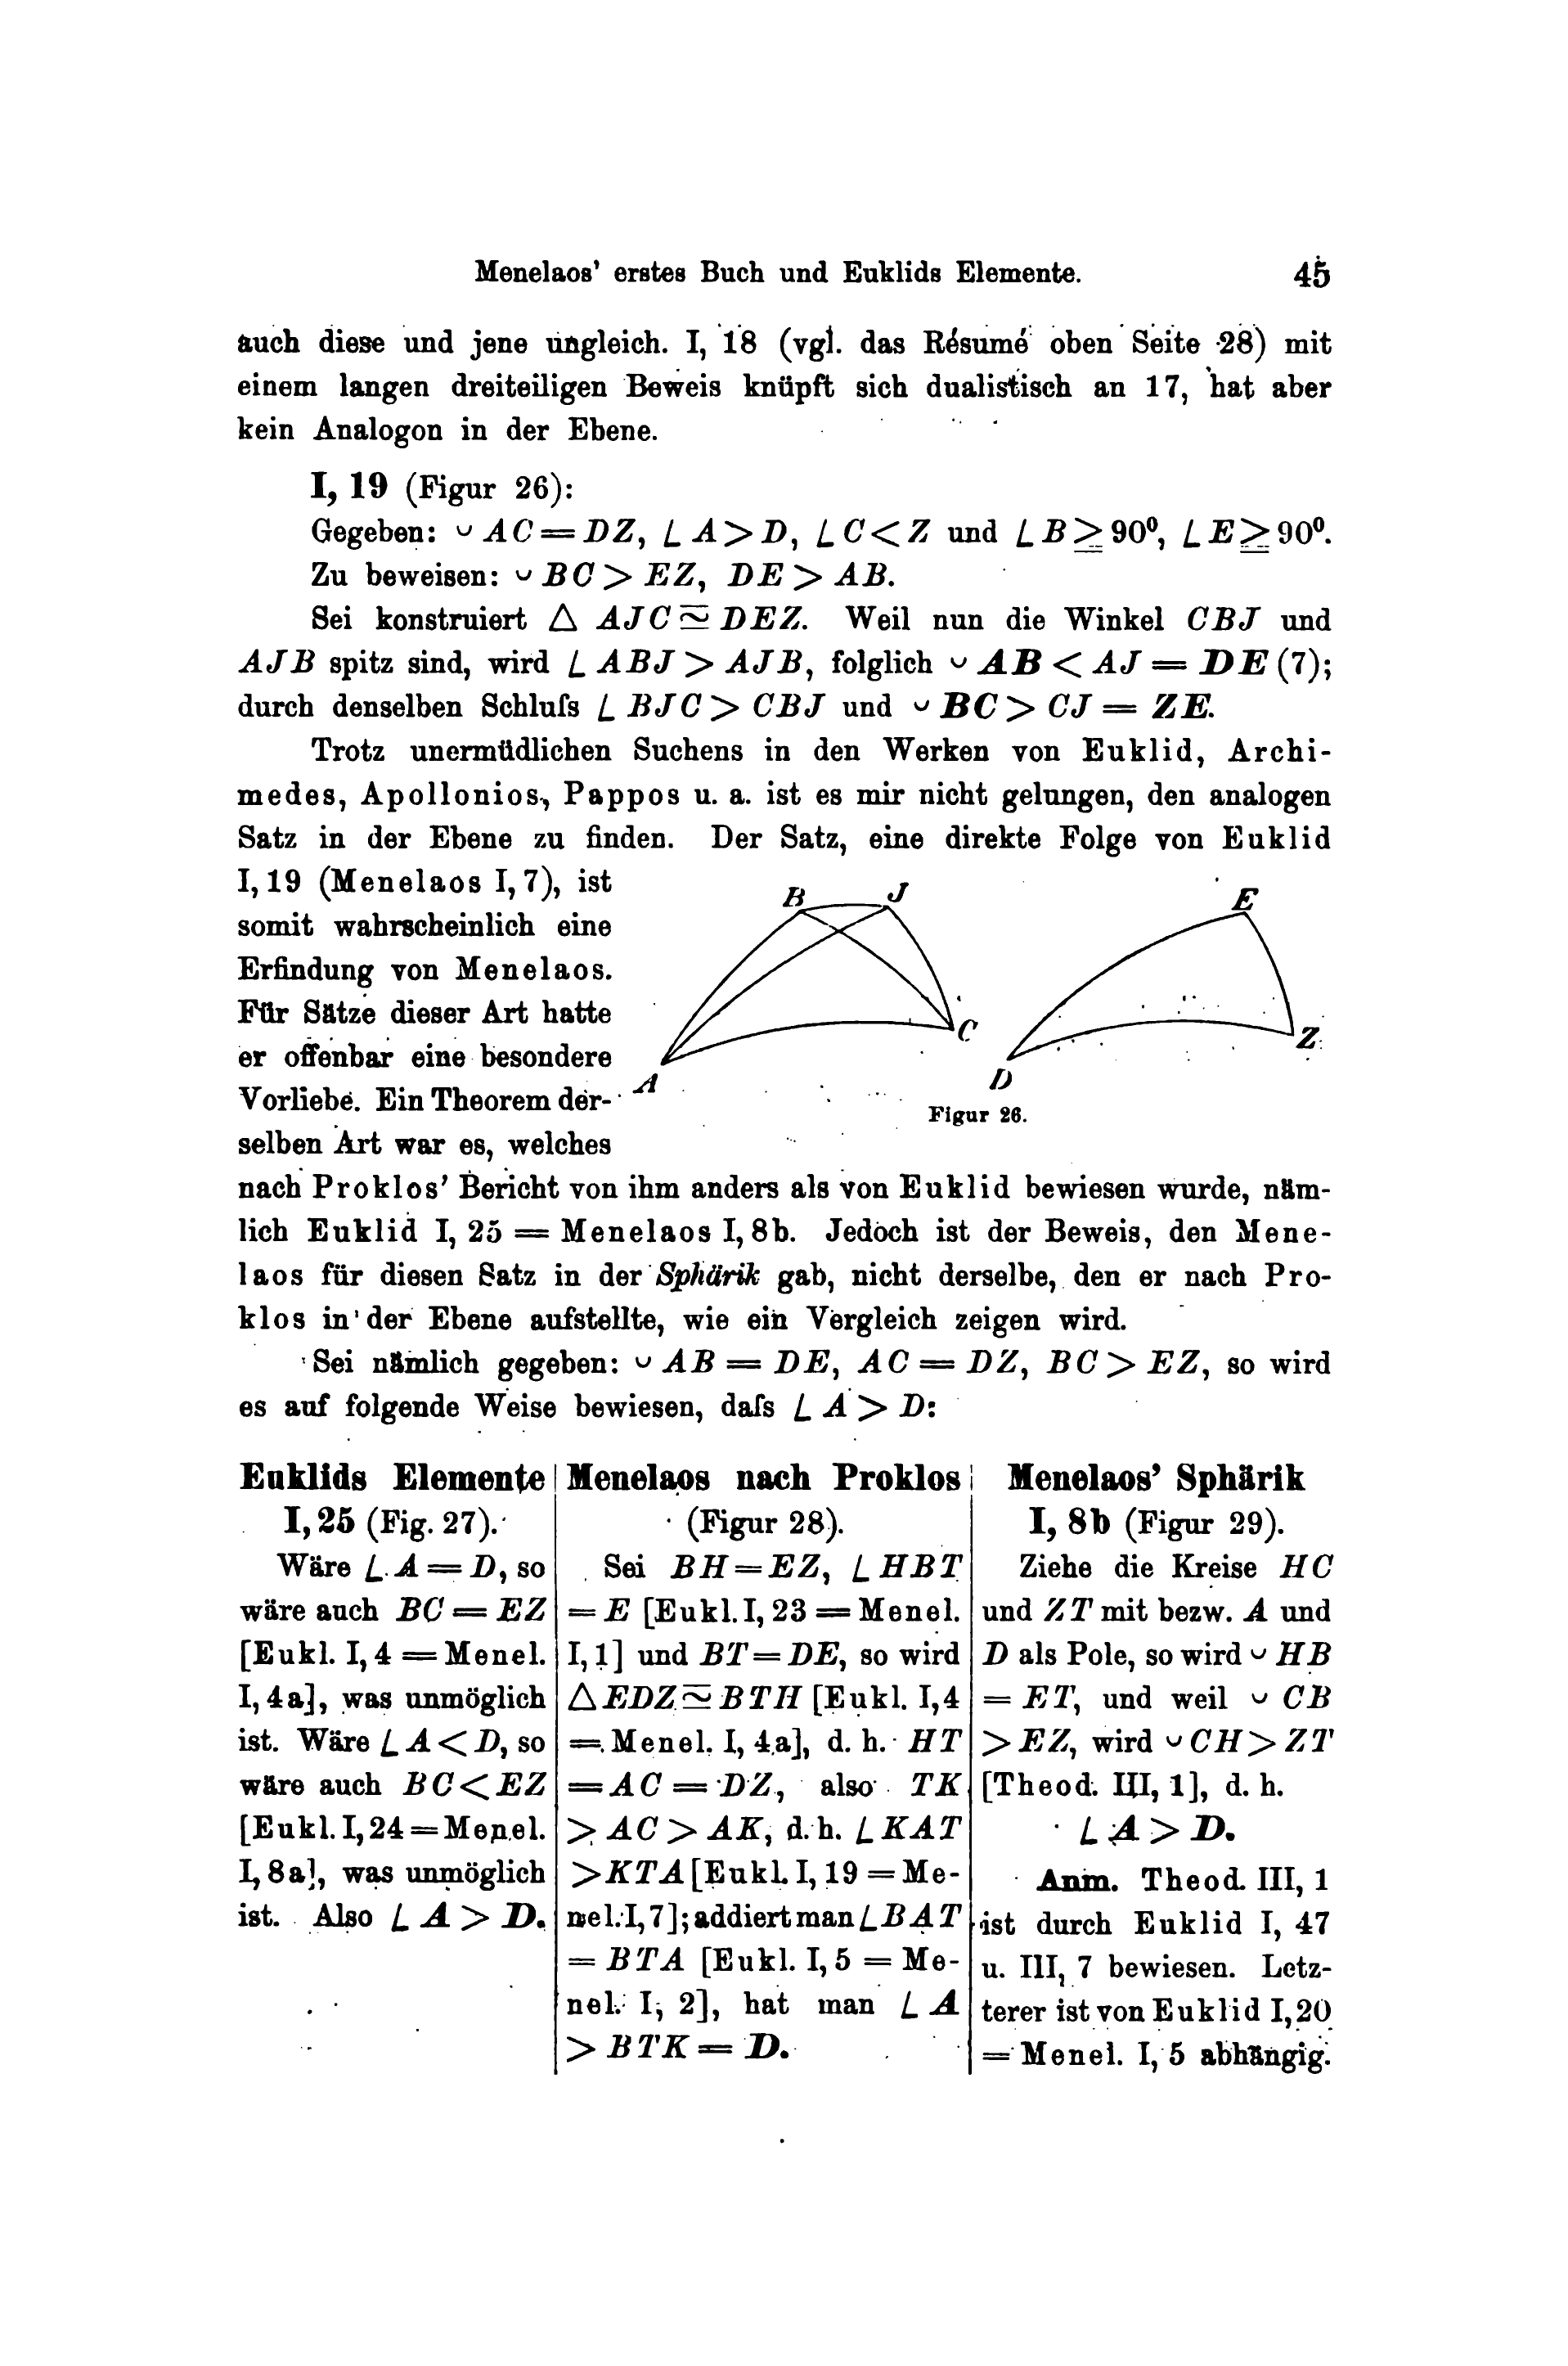 Menelaos' erstes Buch und Euklids Elemente. 45
auch diese und jene ungleich. I, 18 (vgl. das Résumé oben Seite 28) mit
einem langen dreiteiligen Beweis knüpft sich dualistisch an 17, hat aber
kein Analogon in der Ebene.
I, 19 (Figur 26):
Gegeben: ◡ AC = DZ, ∠ A > D, ∠ C < Z und ∠ B ≧ 90⁰, ∠ E ≧ 90⁰.
Zu beweisen: ◡ BC > EZ, DE > AB.
Sei konstruiert △ AJC ≌ DEZ. Weil nun die Winkel CBJ und
AJB spitz sind, wird ∠ ABJ > AJB, folglich ◡ AB < AJ = DE (7);
durch denselben Schluſs ∠ BJC > CBJ und ◡ BC > CJ = ZE.
Trotz unermüdlichen Suchens in den Werken von Euklid, Archi-
medes, Apollonios, Pappos u. a. ist es mir nicht gelungen, den analogen
Satz in der Ebene zu finden. Der Satz, eine direkte Folge von Euklid
I, 19 (Menelaos I, 7), ist
somit wahrscheinlich eine
Erfindung von Menelaos.
Für Sätze dieser Art hatte
er offenbar eine besondere
Vorliebe. Ein Theorem der-
selben Art war es, welches
B J E
A C D Z
Figur 26.
nach Proklos' Bericht von ihm anders als von Euklid bewiesen wurde, näm-
lich Euklid I, 25 = Menelaos I, 8b. Jedoch ist der Beweis, den Mene-
laos für diesen Satz in der Sphärik gab, nicht derselbe, den er nach Pro-
klos in der Ebene aufstellte, wie ein Vergleich zeigen wird.
Sei nämlich gegeben: ◡ AB = DE, AC = DZ, BC > EZ, so wird
es auf folgende Weise bewiesen, daſs ∠ A > D:
Euklids Elemente
I, 25 (Fig. 27).
Wäre ∠ A = D, so
wäre auch BC = EZ
[Eukl. I, 4 = Menel.
I, 4a], was unmöglich
ist. Wäre ∠ A < D, so
wäre auch BC < EZ
[Eukl. I, 24 = Menel.
I, 8a], was unmöglich
ist. Also ∠ A > D.
Menelaos nach Proklos
(Figur 28).
Sei BH = EZ, ∠ HBT
= E [Eukl. I, 23 = Menel.
I, 1] und BT = DE, so wird
△ EDZ ≌ BTH [Eukl. I, 4
= Menel. I, 4a], d. h. HT
= AC = DZ, also TK
> AC > AK, d. h. ∠ KAT
> KTA [Eukl. I, 19 = Me-
nel. I, 7]; addiert man ∠ BAT
= BTA [Eukl. I, 5 = Me-
nel. I, 2], hat man ∠ A
> BTK = D.
Menelaos' Sphärik
I, 8b (Figur 29).
Ziehe die Kreise HC
und ZT mit bezw. A und
D als Pole, so wird ◡ HB
= ET, und weil ◡ CB
> EZ, wird ◡ CH > ZT
[Theod. III, 1], d. h.
∠ A > D.
Anm. Theod. III, 1
ist durch Euklid I, 47
u. III, 7 bewiesen. Letz-
terer ist von Euklid I, 20
= Menel. I, 5 abhängig.